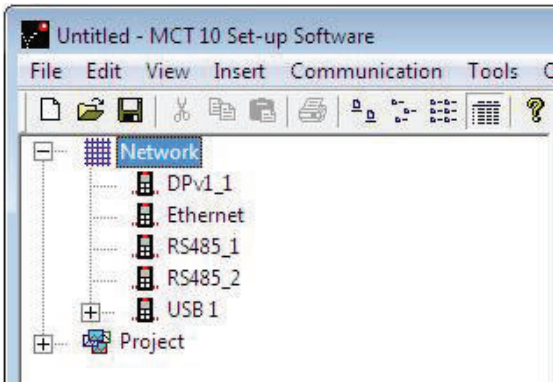 Untitled - MCT 10 Set-up Software
File Edit View Insert Communication Tools
Network
DPv1_1
Ethernet
RS485_1
RS485_2
USB 1
Project